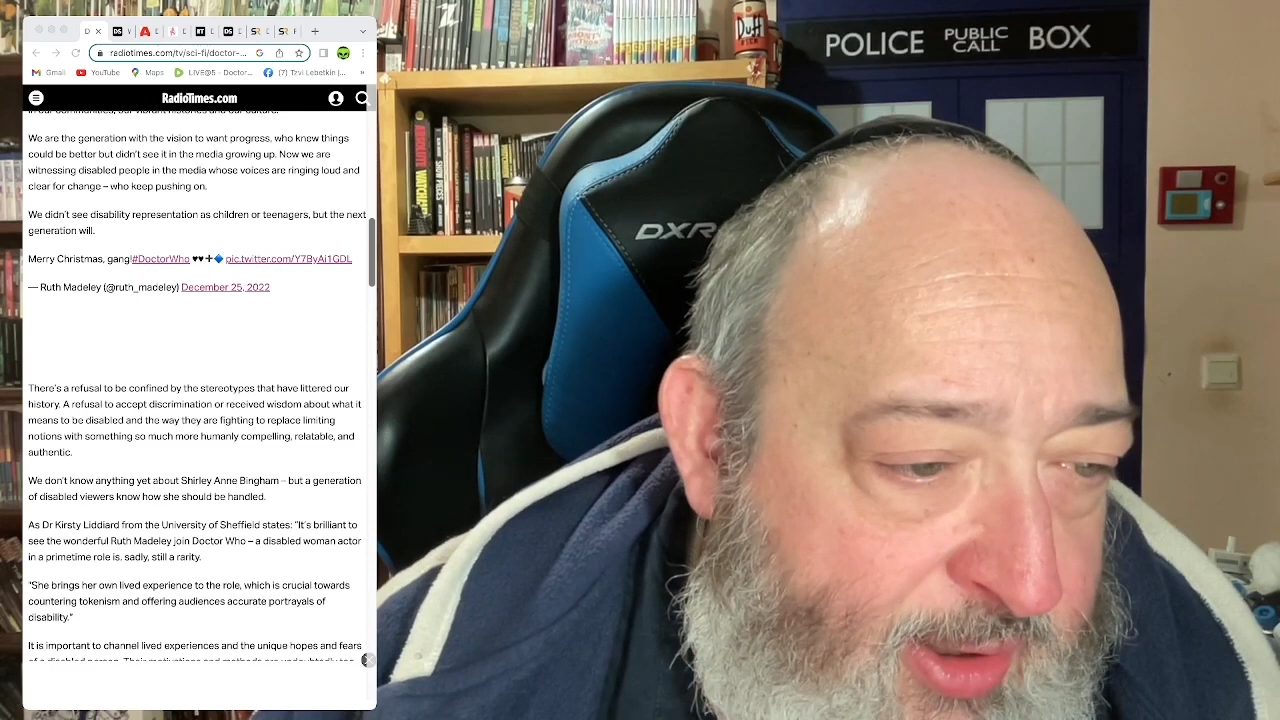 D
radiotimes.com/tv/sci-fi/doctor-...
Gmail
YouTube
Maps
LIVE@5 - Doctor...
(7) Tzvi Lebetkin |...
RadioTimes.com
We are the generation with the vision to want progress, who knew things
could be better but didn't see it in the media growing up. Now we are
witnessing disabled people in the media whose voices are ringing loud and
clear for change – who keep pushing on.
We didn't see disability representation as children or teenagers, but the next
generation will.
Merry Christmas, gang!#DoctorWho ♥♥➕🔷 pic.twitter.com/Y7ByAi1GDL
— Ruth Madeley (@ruth_madeley) December 25, 2022
There's a refusal to be confined by the stereotypes that have littered our
history. A refusal to accept discrimination or received wisdom about what it
means to be disabled and the way they are fighting to replace limiting
notions with something so much more humanly compelling, relatable, and
authentic.
We don't know anything yet about Shirley Anne Bingham – but a generation
of disabled viewers know how she should be handled.
As Dr Kirsty Liddiard from the University of Sheffield states: "It's brilliant to
see the wonderful Ruth Madeley join Doctor Who – a disabled woman actor
in a primetime role is, sadly, still a rarity.
"She brings her own lived experience to the role, which is crucial towards
countering tokenism and offering audiences accurate portrayals of
disability."
It is important to channel lived experiences and the unique hopes and fears
POLICE PUBLIC CALL BOX
Duff
DXR